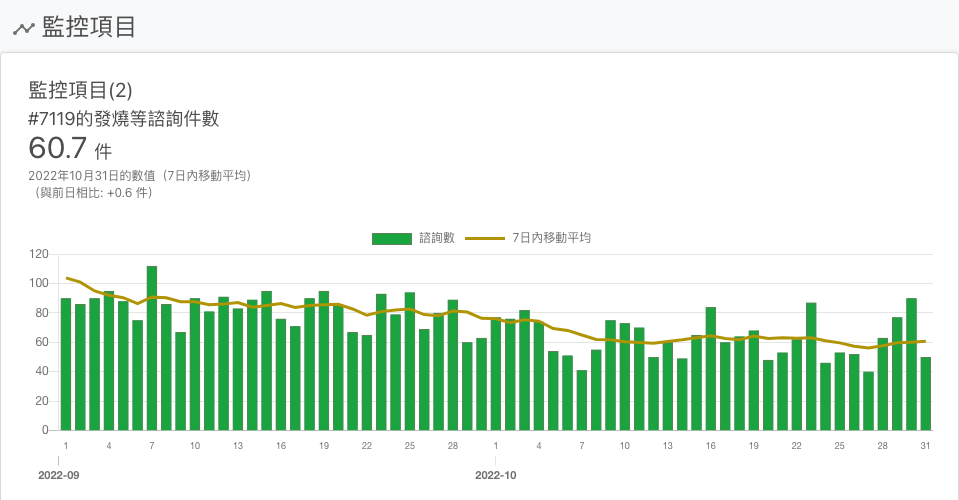 監控項目
監控項目(2)
#7119的發燒等諮詢件數
60.7 件
2022年10月31日的數值（7日內移動平均）
（與前日相比: +0.6 件）
諮詢數 7日內移動平均
120
100
80
60
40
20
0
1 4 7 10 13 16 19 22 25 28 1 4 7 10 13 16 19 22 25 28 31
2022-09 2022-10